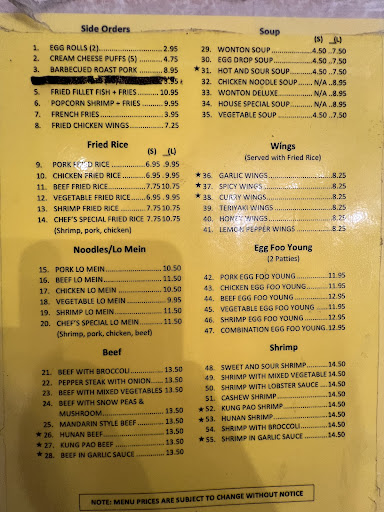 Side Orders
1. EGG ROLLS (2) 2.95
2. CREAM CHEESE PUFFS (7) 4.75
3. BARBECUED ROAST PORK 8.95
5. FRIED FILLET FISH + FRIES 10.95
6. POPCORN SHRIMP + FRIES 9.95
7. FRENCH FRIES 3.95
8. FRIED CHICKEN WINGS 7.25
Fried Rice
(S) (L)
9. PORK FRIED RICE 6.95 9.95
10. CHICKEN FRIED RICE 6.95 9.95
11. BEEF FRIED RICE 7.75 10.75
12. VEGETABLE FRIED RICE 6.95 9.95
13. SHRIMP FRIED RICE 7.75 10.75
14. CHEF'S SPECIAL FRIED RICE 7.75 10.75
(Shrimp, pork, chicken)
Noodles/Lo Mein
15. PORK LO MEIN 10.50
16. BEEF LO MEIN 11.50
17. CHICKEN LO MEIN 10.50
18. VEGETABLE LO MEIN 9.95
19. SHRIMP LO MEIN 11.50
20. CHEF'S SPECIAL LO MEIN 11.50
(Shrimp, pork, chicken, beef)
Beef
21. BEEF WITH BROCCOLI 13.50
22. PEPPER STEAK WITH ONION 13.50
23. BEEF WITH MIXED VEGETABLES 13.50
24. BEEF WITH SNOW PEAS &
MUSHROOM 13.50
25. MANDARIN STYLE BEEF 13.50
★ 26. HUNAN BEEF 13.50
★ 27. KUNG PAO BEEF 13.50
★ 28. BEEF IN GARLIC SAUCE 13.50
Soup
(S) (L)
29. WONTON SOUP 4.50 7.50
30. EGG DROP SOUP 4.50 7.50
★ 31. HOT AND SOUR SOUP 4.50 7.50
32. CHICKEN NOODLE SOUP N/A 8.95
33. WONTON DELUXE N/A 8.95
34. HOUSE SPECIAL SOUP N/A 8.95
35. VEGETABLE SOUP 4.50 7.50
Wings
(Served with Fried Rice)
★ 36. GARLIC WINGS 8.25
★ 37. SPICY WINGS 8.25
★ 38. CURRY WINGS 8.25
39. TERIYAKI WINGS 8.25
40. HONEY WINGS 8.25
41. LEMON PEPPER WINGS 8.25
Egg Foo Young
(2 Patties)
42. PORK EGG FOO YOUNG 11.95
43. CHICKEN EGG FOO YOUNG 11.95
44. BEEF EGG FOO YOUNG 12.95
45. VEGETABLE EGG FOO YOUNG 11.95
46. SHRIMP EGG FOO YOUNG 12.95
47. COMBINATION EGG FOO YOUNG 12.95
Shrimp
48. SWEET AND SOUR SHRIMP 14.50
49. SHRIMP WITH MIXED VEGETABLE 14.50
50. SHRIMP WITH LOBSTER SAUCE 14.50
51. CASHEW SHRIMP 14.50
★ 52. KUNG PAO SHRIMP 14.50
★ 53. HUNAN SHRIMP 14.50
54. SHRIMP WITH BROCCOLI 14.50
★ 55. SHRIMP IN GARLIC SAUCE 14.50
NOTE: MENU PRICES ARE SUBJECT TO CHANGE WITHOUT NOTICE